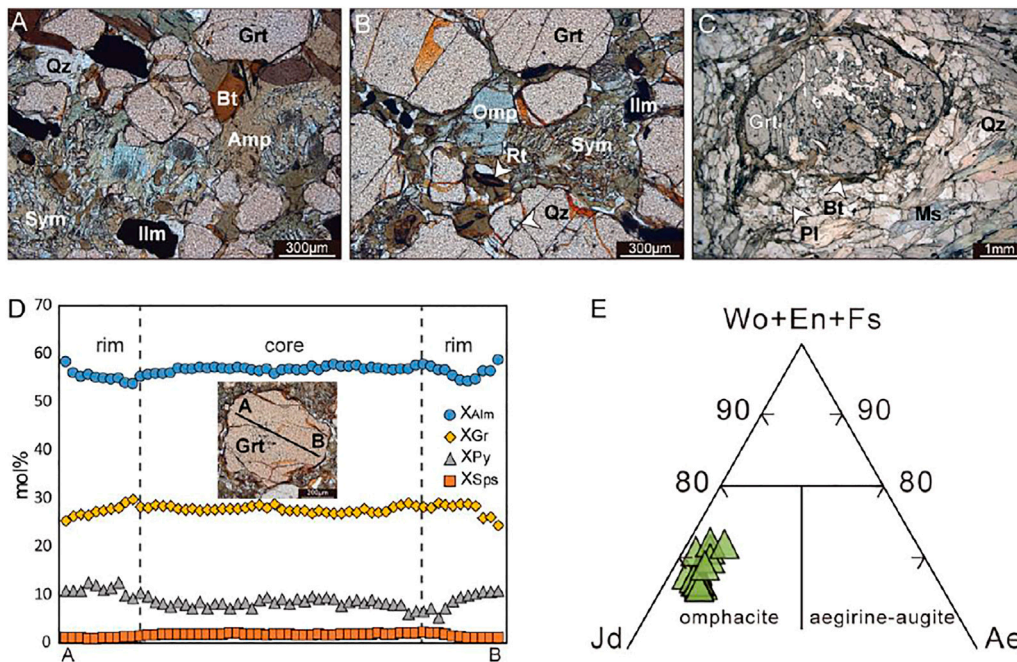 A
Grt
Qz
Bt
Amp
Sym
Ilm
300µm
B
Grt
Ilm
Omp
Sym
Rt
Qz
300µm
C
Grt
Qz
Bt
Ms
Pl
1mm
D
70
60
50
40
30
20
10
0
mol%
rim
core
rim
A
B
Grt
200µm
XAlm
XGr
XPy
XSps
A
B
E
Wo+En+Fs
90
90
80
80
omphacite
aegirine-augite
Jd
Ae